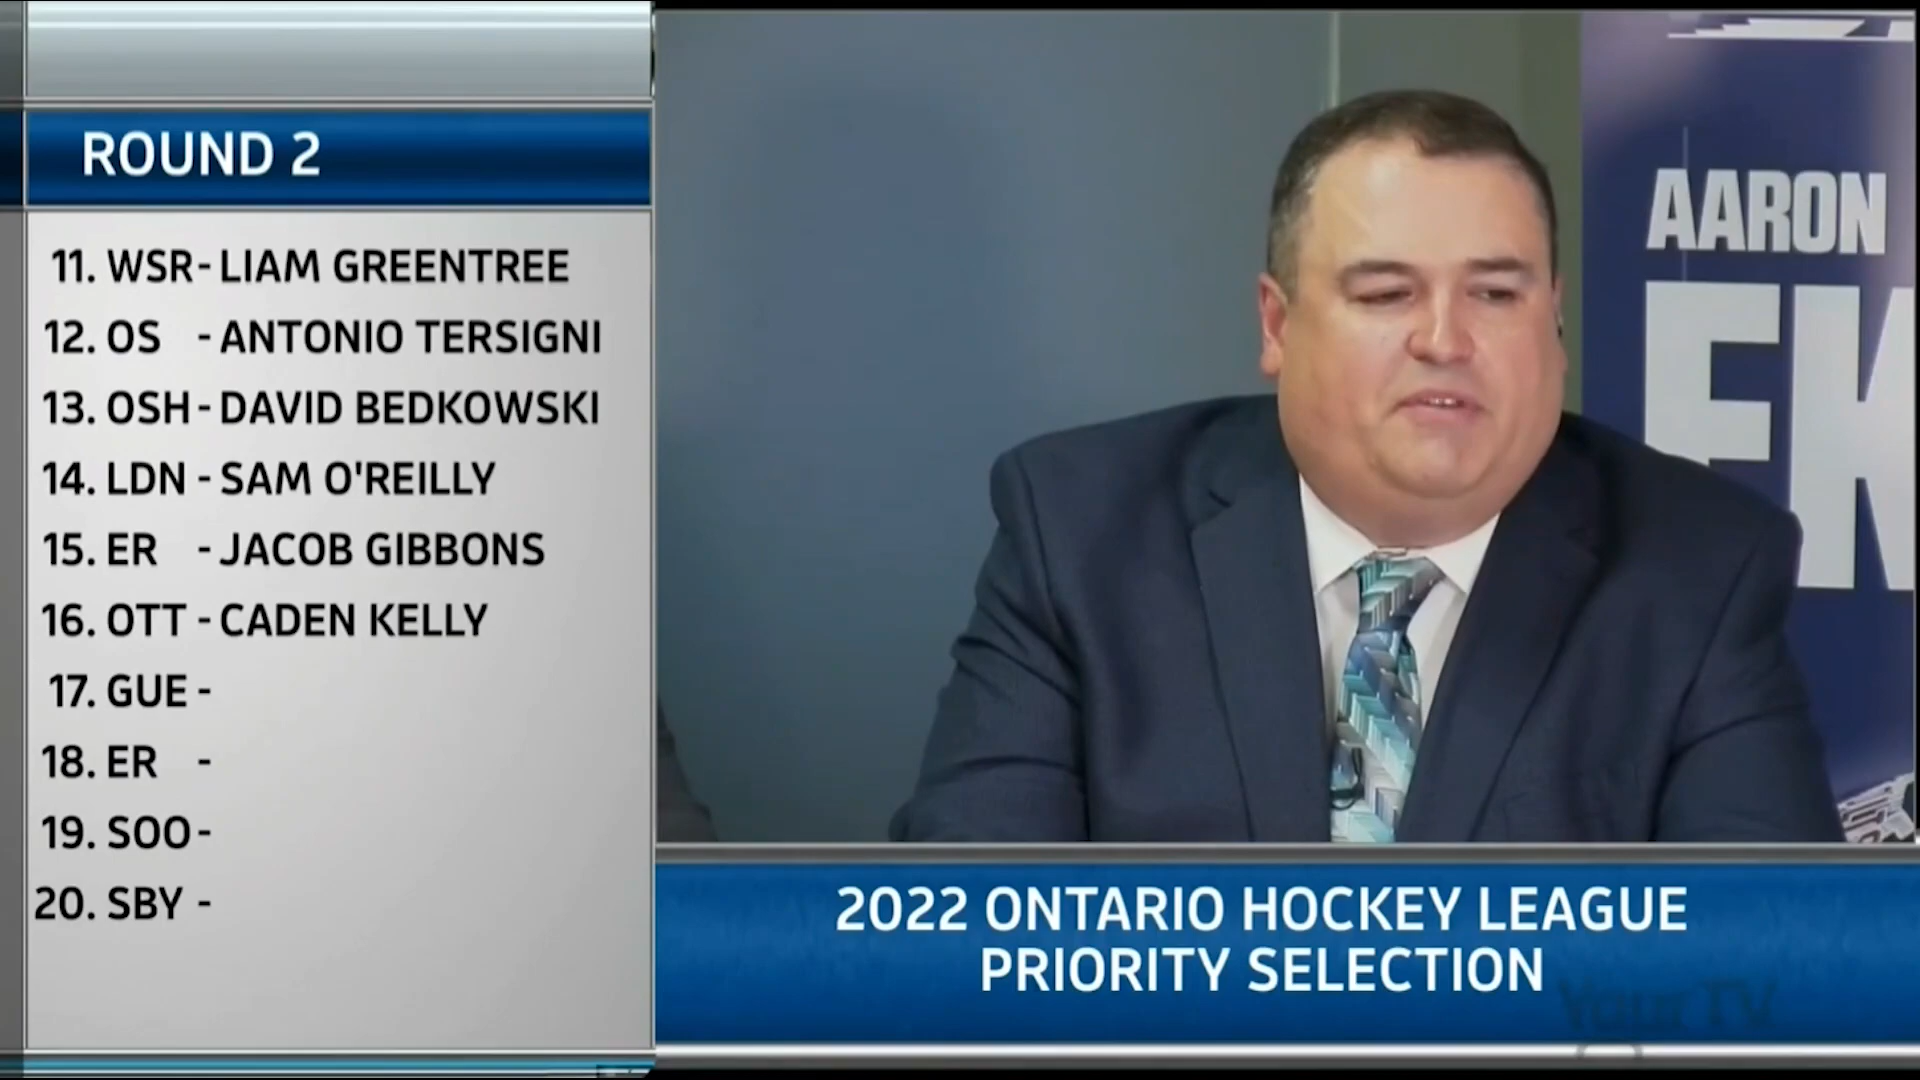 ROUND 2
11. WSR - LIAM GREENTREE
12. OS - ANTONIO TERSIGNI
13. OSH - DAVID BEDKOWSKI
14. LDN - SAM O'REILLY
15. ER - JACOB GIBBONS
16. OTT - CADEN KELLY
17. GUE -
18. ER -
19. SOO -
20. SBY -
AARON
2022 ONTARIO HOCKEY LEAGUE
PRIORITY SELECTION
YourTV